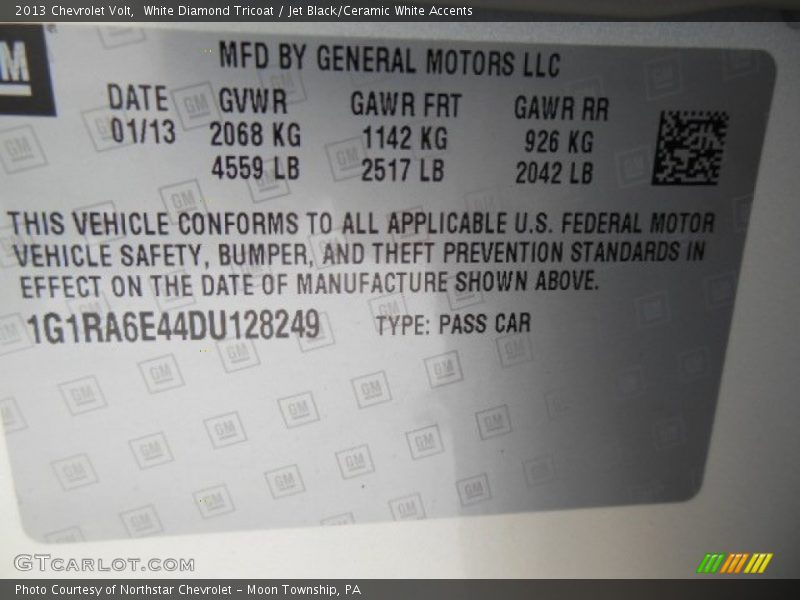 2013 Chevrolet Volt, White Diamond Tricoat / Jet Black/Ceramic White Accents
GM
MFD BY GENERAL MOTORS LLC
DATE GVWR GAWR FRT GAWR RR
01/13 2068 KG 1142 KG 926 KG
4559 LB 2517 LB 2042 LB
THIS VEHICLE CONFORMS TO ALL APPLICABLE U.S. FEDERAL MOTOR
VEHICLE SAFETY, BUMPER, AND THEFT PREVENTION STANDARDS IN
EFFECT ON THE DATE OF MANUFACTURE SHOWN ABOVE.
1G1RA6E44DU128249 TYPE: PASS CAR
GTCARLOT.COM
Photo Courtesy of Northstar Chevrolet - Moon Township, PA